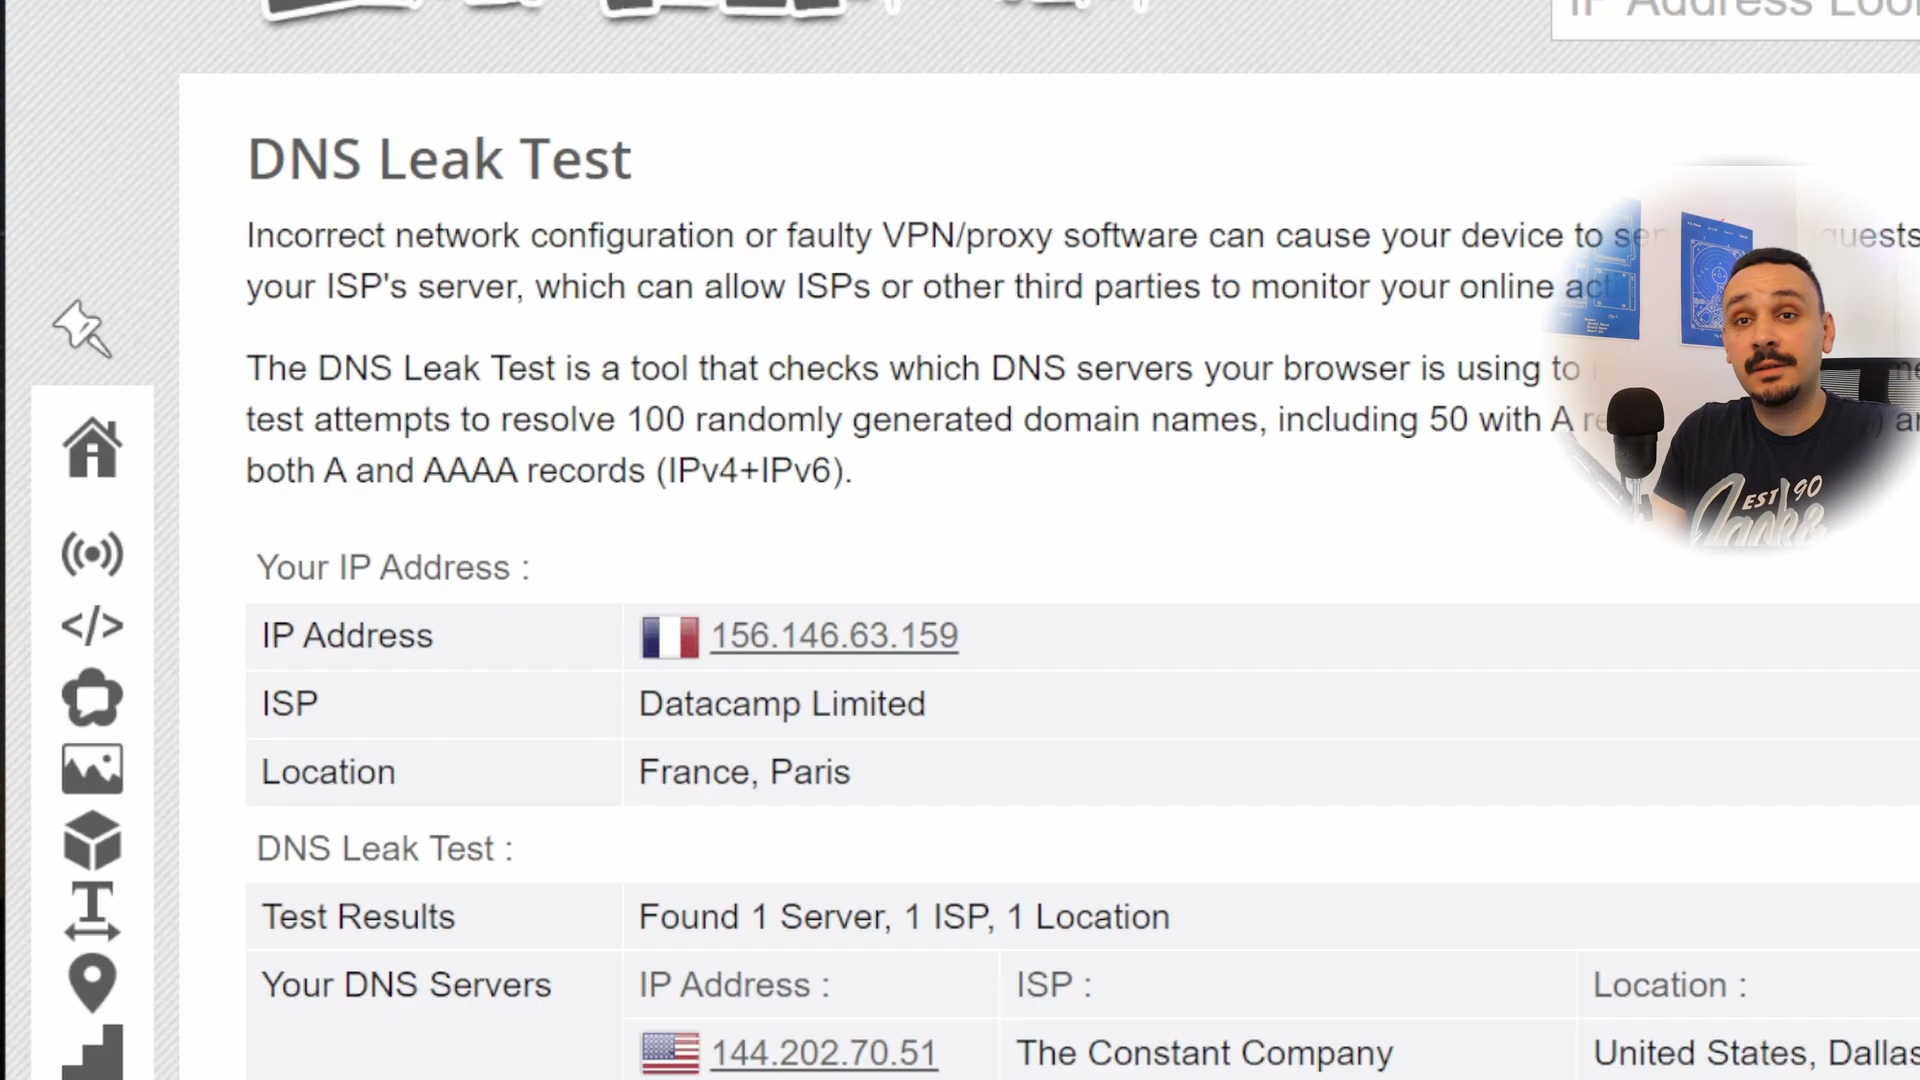 IP Address
DNS Leak Test
Incorrect network configuration or faulty VPN/proxy software can cause your device to
your ISP's server, which can allow ISPs or other third parties to monitor your online
The DNS Leak Test is a tool that checks which DNS servers your browser is using to
test attempts to resolve 100 randomly generated domain names, including 50 with A
both A and AAAA records (IPv4+IPv6).
EST 90
Your IP Address :
IP Address 156.146.63.159
ISP Datacamp Limited
Location France, Paris
DNS Leak Test :
Test Results Found 1 Server, 1 ISP, 1 Location
Your DNS Servers IP Address : ISP : Location :
144.202.70.51 The Constant Company United States, Dallas